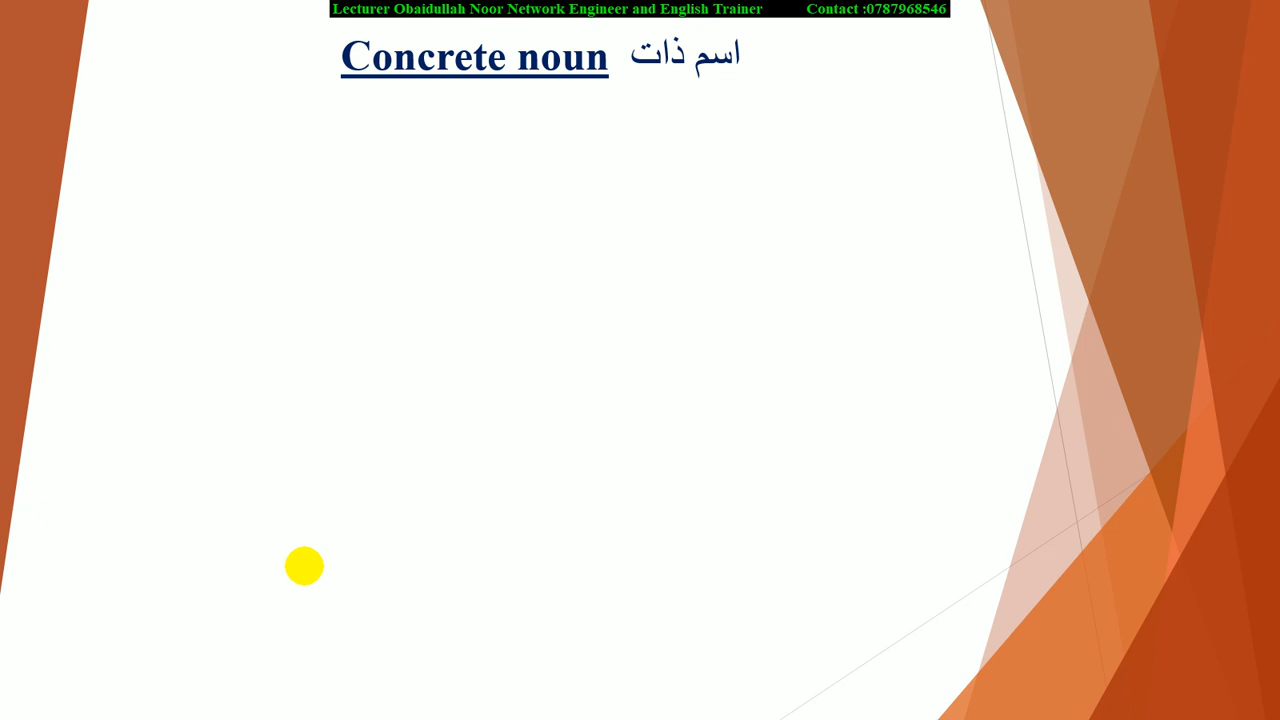 Lecturer Obaidullah Noor Network Engineer and English Trainer Contact :0787968546
Concrete noun اسم ذات